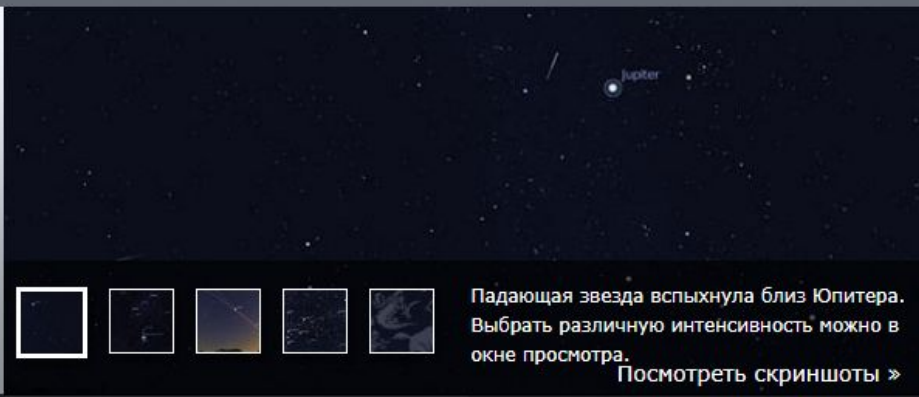 Jupiter
Падающая звезда вспыхнула близ Юпитера.
Выбрать различную интенсивность можно в
окне просмотра.
Посмотреть скриншоты »